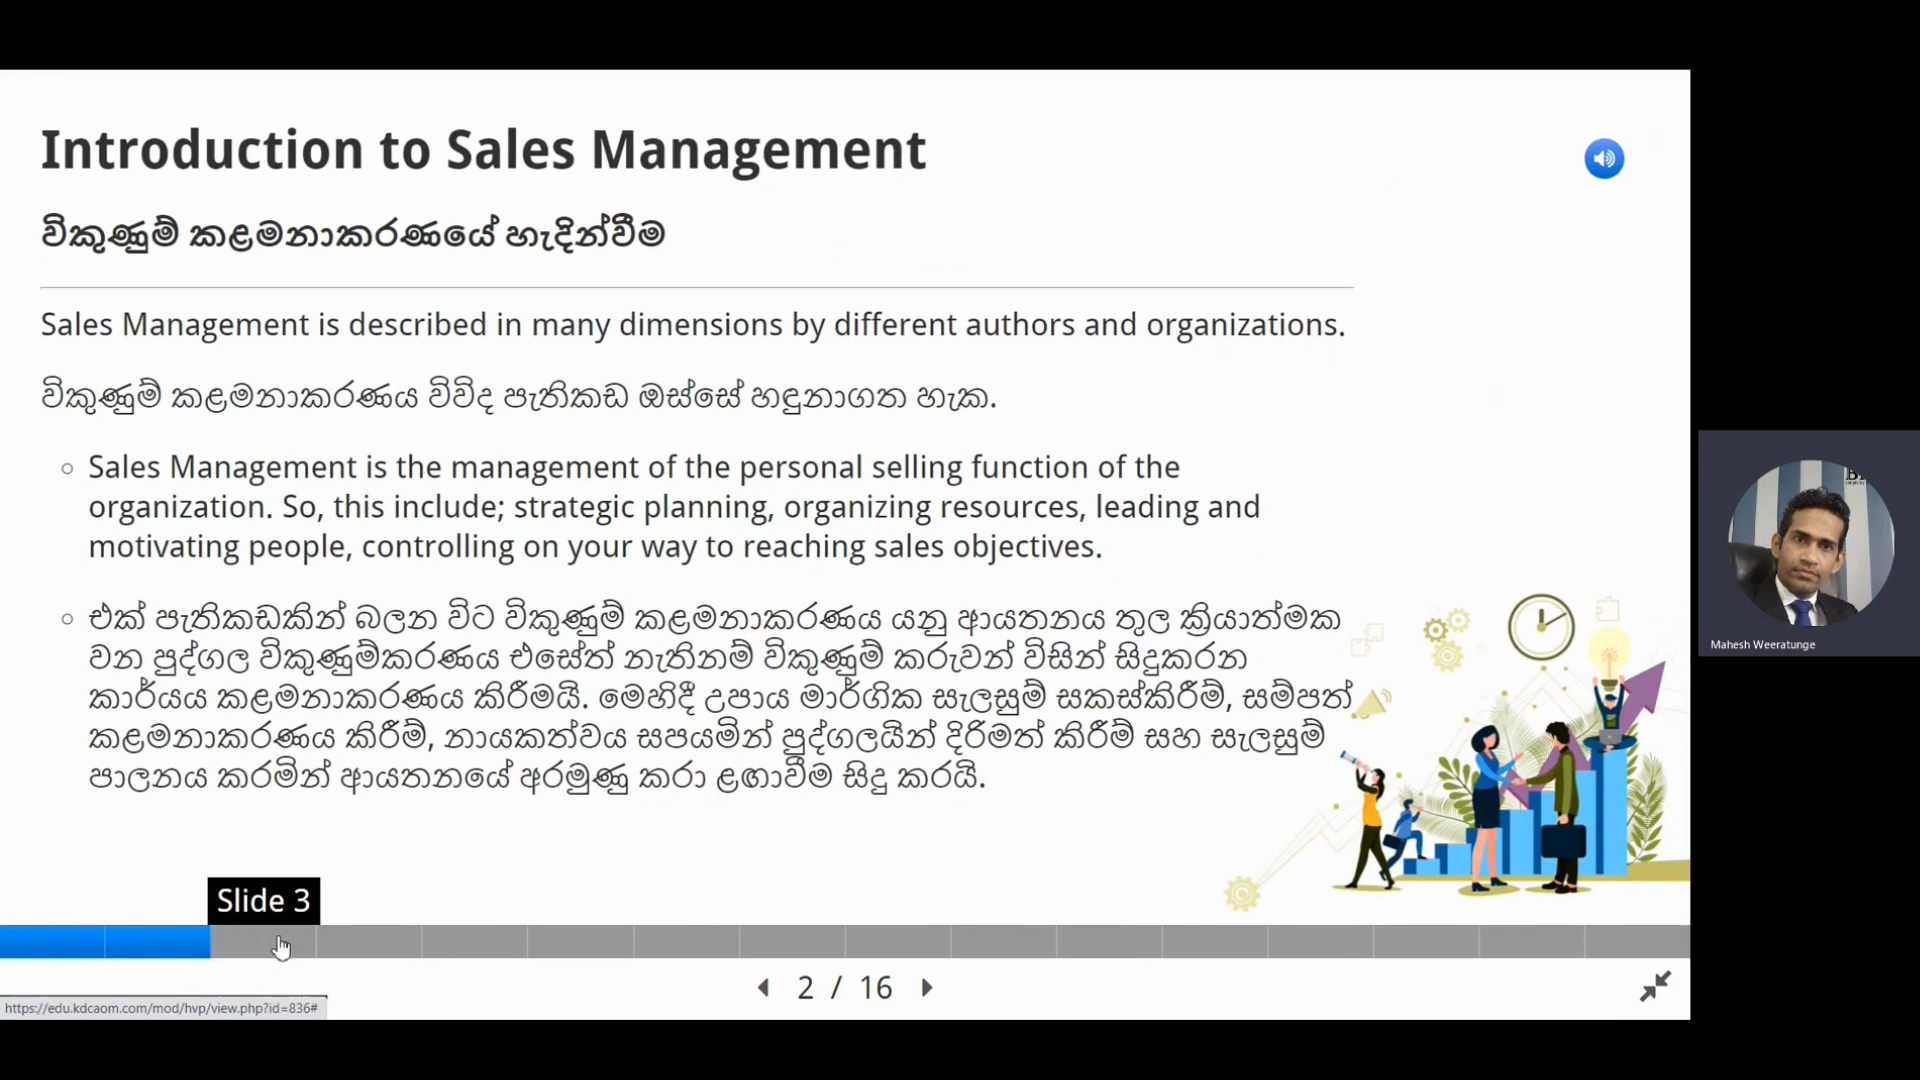 Introduction to Sales Management
විකුණුම් කළමනාකරණයේ හැදින්වීම
Sales Management is described in many dimensions by different authors and organizations.
විකුණුම් කළමනාකරණය විවිද පැතිකඩ ඔස්සේ හඳුනාගත හැක.
Sales Management is the management of the personal selling function of the
organization. So, this include; strategic planning, organizing resources, leading and
motivating people, controlling on your way to reaching sales objectives.
එක් පැතිකඩකින් බලන විට විකුණුම් කළමනාකරණය යනු ආයතනය තුල ක්‍රියාත්මක
වන පුද්ගල විකුණුම්කරණය එසේත් නැතිනම් විකුණුම් කරුවන් විසින් සිදුකරන
කාර්යය කළමනාකරණය කිරීමයි. මෙහිදී උපාය මාර්ගික සැලසුම් සකස්කිරීම්, සම්පත්
කළමනාකරණය කිරීම්, නායකත්වය සපයමින් පුද්ගලයින් දිරිමත් කිරීම් සහ සැලසුම්
පාලනය කරමින් ආයතනයේ අරමුණු කරා ළඟාවීම සිදු කරයි.
Mahesh Weeratunge
Slide 3
2 / 16
https://edu.kdcaom.com/mod/hvp/view.php?id=836#